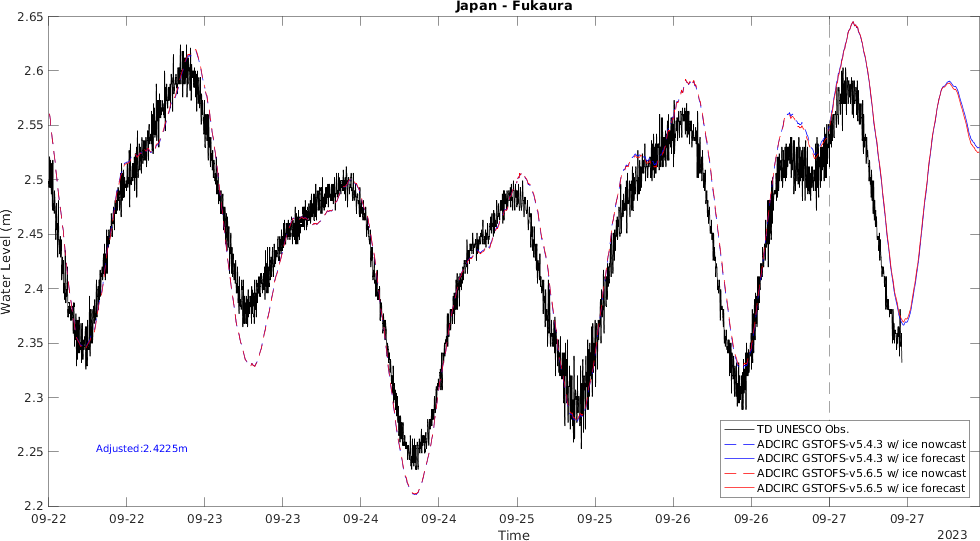 Japan - Fukaura
2.65
2.6
2.55
2.5
2.45
2.4
2.35
2.3
2.25
2.2
Water Level (m)
Adjusted:2.4225m
TD UNESCO Obs.
ADCIRC GSTOFS-v5.4.3 w/ ice nowcast
ADCIRC GSTOFS-v5.4.3 w/ ice forecast
ADCIRC GSTOFS-v5.6.5 w/ ice nowcast
ADCIRC GSTOFS-v5.6.5 w/ ice forecast
09-22 09-22 09-23 09-23 09-24 09-24 09-25 09-25 09-26 09-26 09-27 09-27
Time
2023